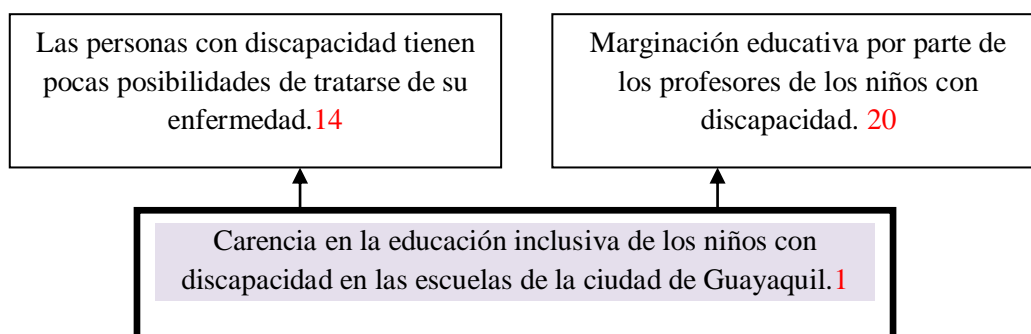 Las personas con discapacidad tienen
pocas posibilidades de tratarse de su
enfermedad.14
Marginación educativa por parte de
los profesores de los niños con
discapacidad. 20
Carencia en la educación inclusiva de los niños con
discapacidad en las escuelas de la ciudad de Guayaquil.1